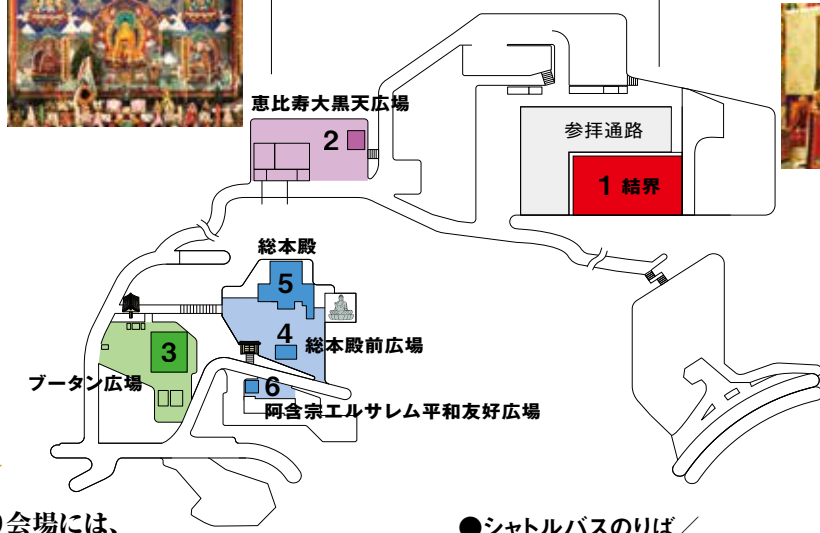 恵比寿大黒天広場
2
参拝通路
1 結界
総本殿
5
4
総本殿前広場
3
ブータン広場
6
阿含宗エルサレム平和友好広場
会場には、
●シャトルバスのりば／